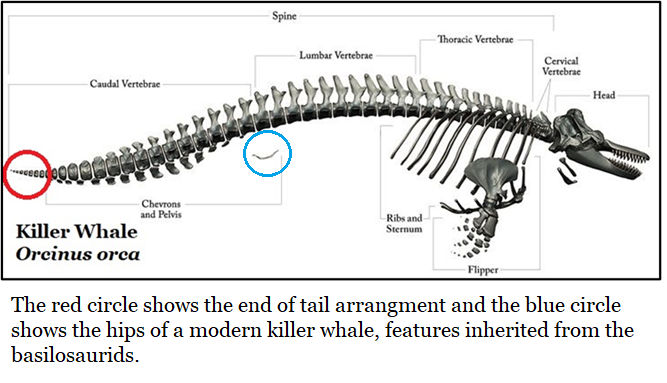 Spine
Thoracic Vertebrae
Lumbar Vertebrae
Cervical
Vertebrae
Caudal Vertebrae
Head
Chevrons
and Pelvis
Ribs and
Sternum
Killer Whale
Orcinus orca
Flipper
The red circle shows the end of tail arrangment and the blue circle
shows the hips of a modern killer whale, features inherited from the
basilosaurids.